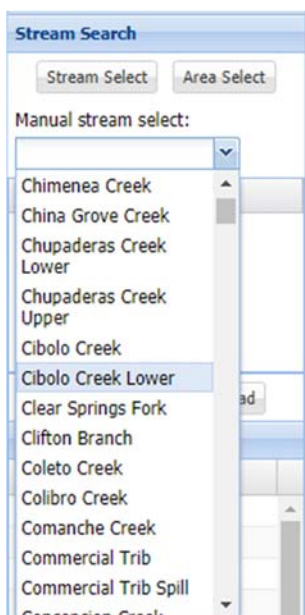 Stream Search
Stream Select Area Select
Manual stream select:
Chimenea Creek
China Grove Creek
Chupaderas Creek
Lower
Chupaderas Creek
Upper
Cibolo Creek
Cibolo Creek Lower
ad
Clear Springs Fork
Clifton Branch
Coleto Creek
Colibro Creek
Comanche Creek
Commercial Trib
Commercial Trib Spill